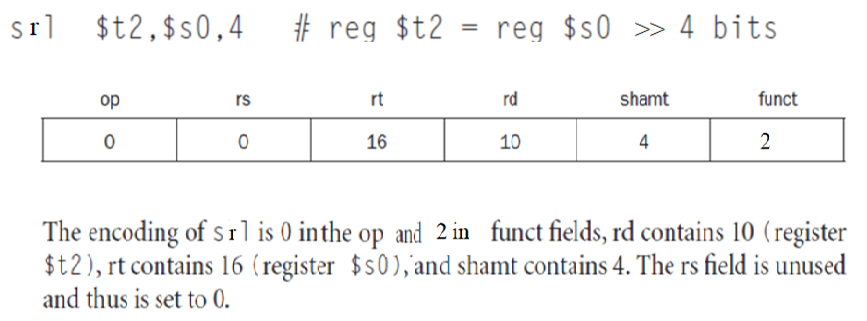 srl $t2,$s0,4 # reg $t2 = reg $s0 >> 4 bits
op rs rt rd shamt funct
0 0 16 10 4 2
The encoding of srl is 0 in the op and 2 in funct fields, rd contains 10 (register
$t2), rt contains 16 (register $s0), and shamt contains 4. The rs field is unused
and thus is set to 0.